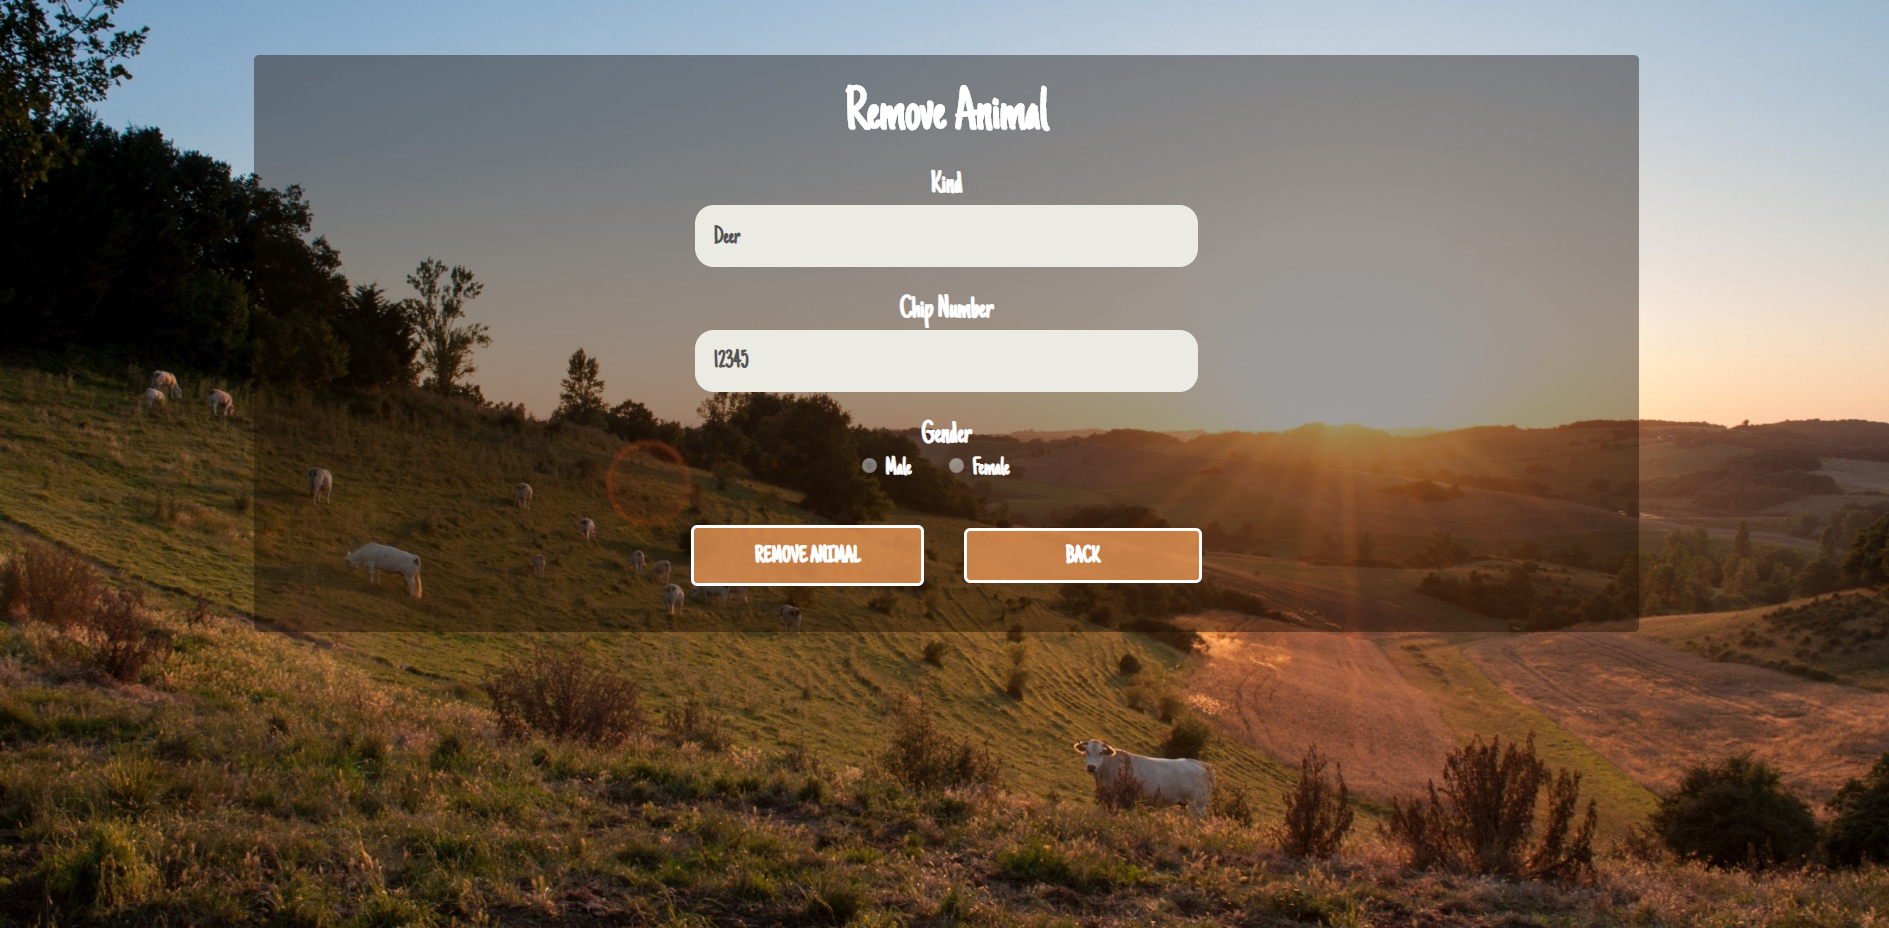 Remove Animal
Kind
Deer
Chip Number
12345
Gender
Male Female
REMOVE ANIMAL BACK